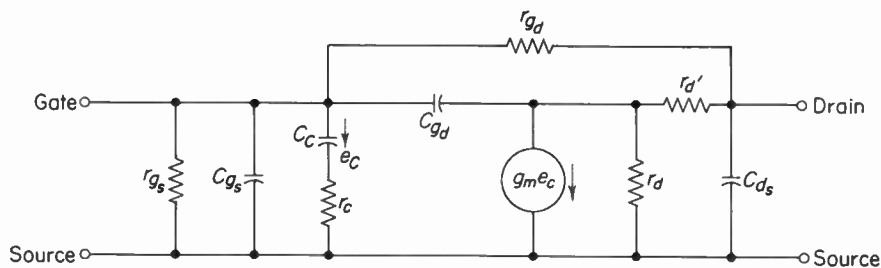 r_gd
Gate
C_gd
r_d'
Drain
C_c
e_c
r_gs
C_gs
r_c
g_m e_c
r_d
C_ds
Source
Source